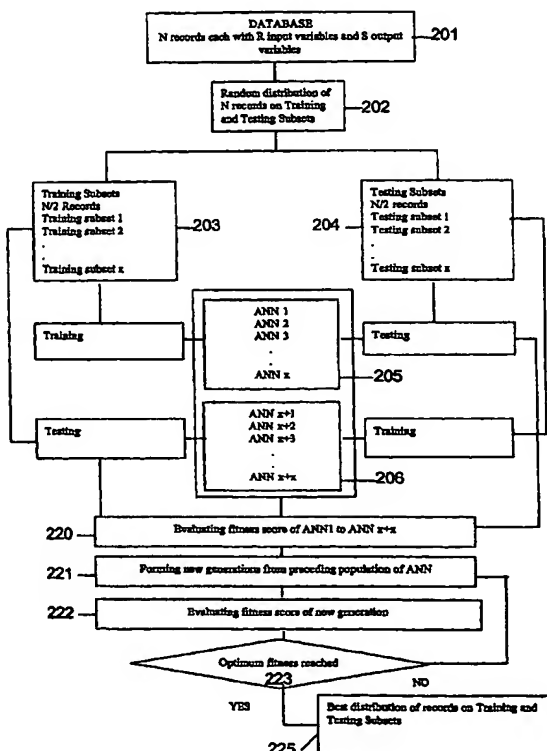 DATABASE
N records each with R input variables and S output
variables
201
Random distribution of
N records on Training
and Testing Subsets
202
Training Subsets
N/2 Records
Training subset 1
Training subset 2
.
.
Training subset x
203
Testing Subsets
N/2 records
Testing subset 1
Testing subset 2
.
.
Testing subset x
204
Training
ANN 1
ANN 2
ANN 3
.
.
ANN x
205
Testing
Testing
ANN x+1
ANN x+2
ANN x+3
.
.
ANN x+x
206
Training
220
Evaluating fitness score of ANN1 to ANN x+x
221
Forming new generations from preceding population of ANN
222
Evaluating fitness score of new generation
Optimum fitness reached
223
NO
YES
Best distribution of records on Training and
Testing Subsets
225